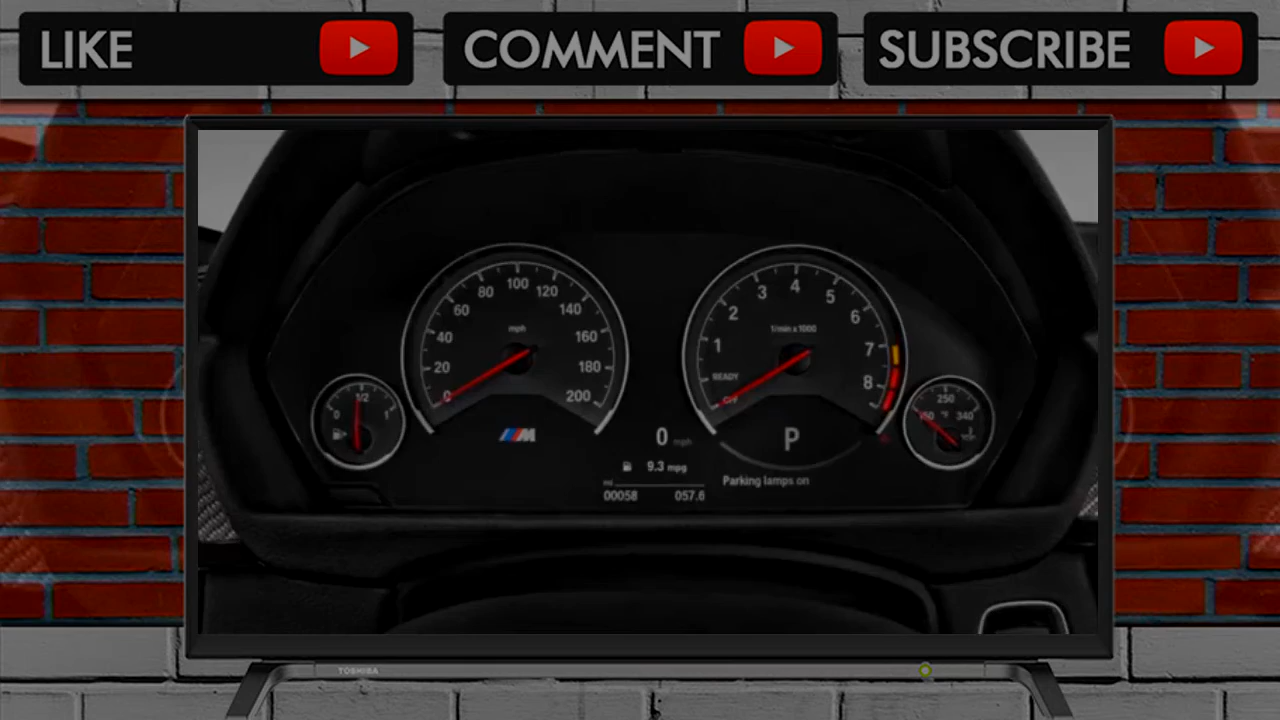 LIKE
COMMENT
SUBSCRIBE
0 20 40 60 80 100 120 140 160 180 200
mph
1 2 3 4 5 6 7 8
1/min x 1000
READY
OFF
0 1/2 1
250
340
°F
M
0 mph
P
9.3 mpg
mi
00058 057.6
Parking lamps on
TOSHIBA